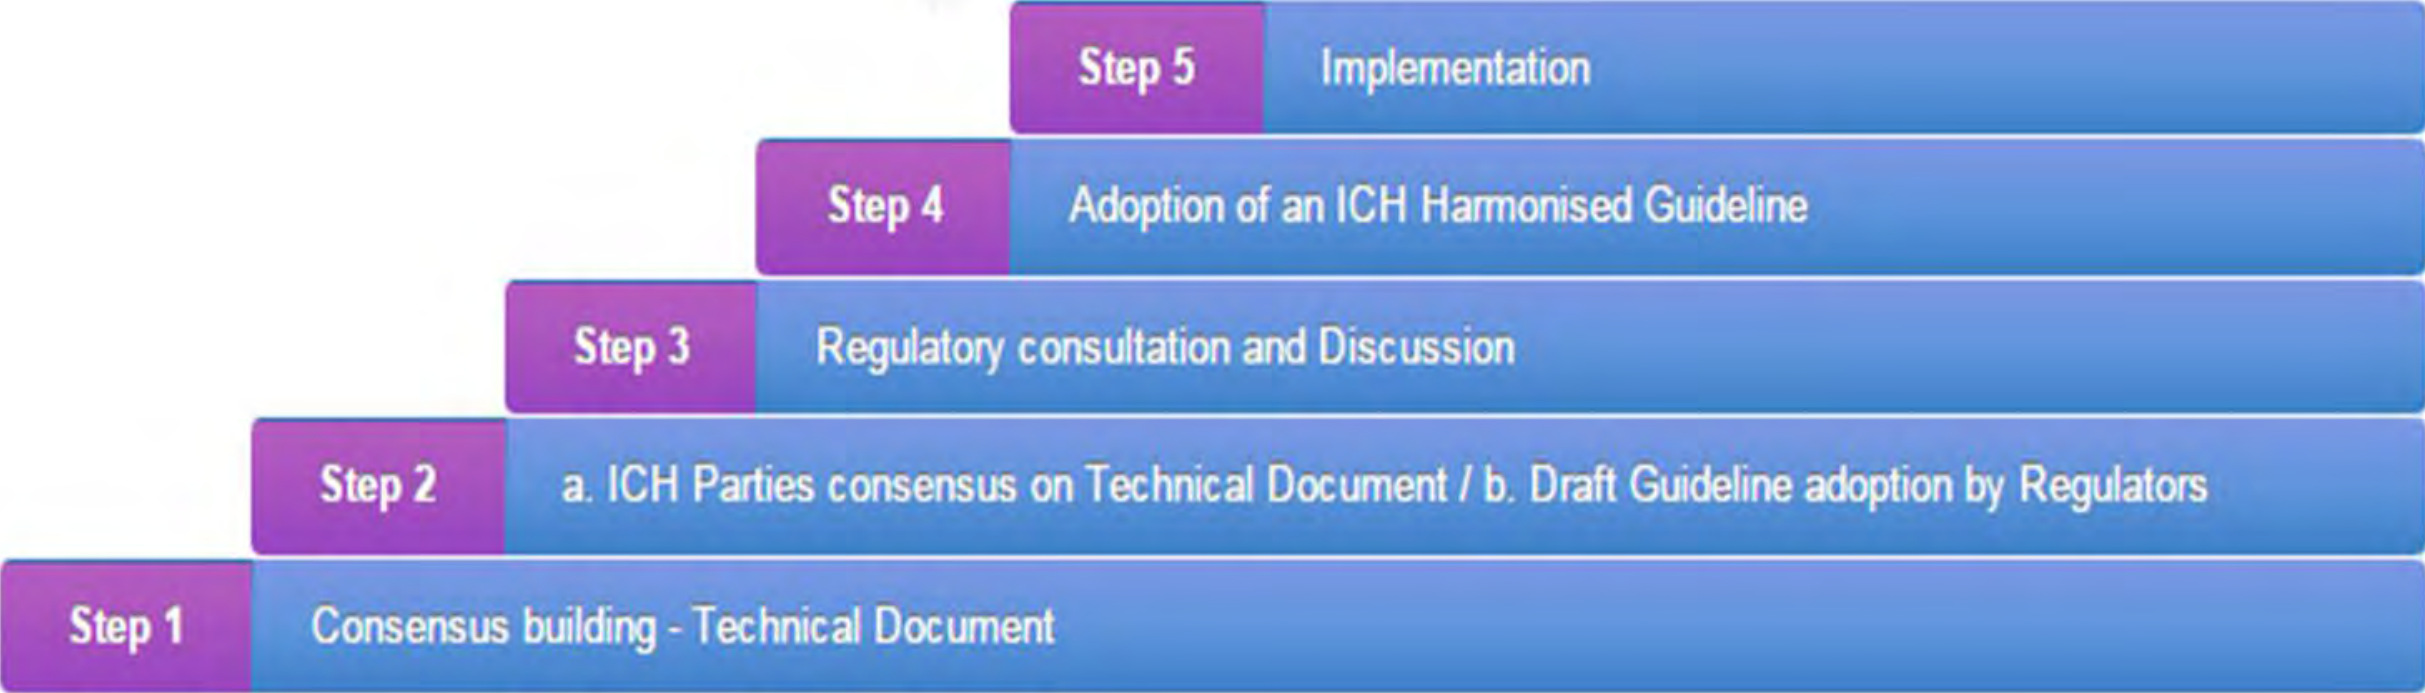 Step 5 Implementation
Step 4 Adoption of an ICH Harmonised Guideline
Step 3 Regulatory consultation and Discussion
Step 2 a. ICH Parties consensus on Technical Document / b. Draft Guideline adoption by Regulators
Step 1 Consensus building - Technical Document